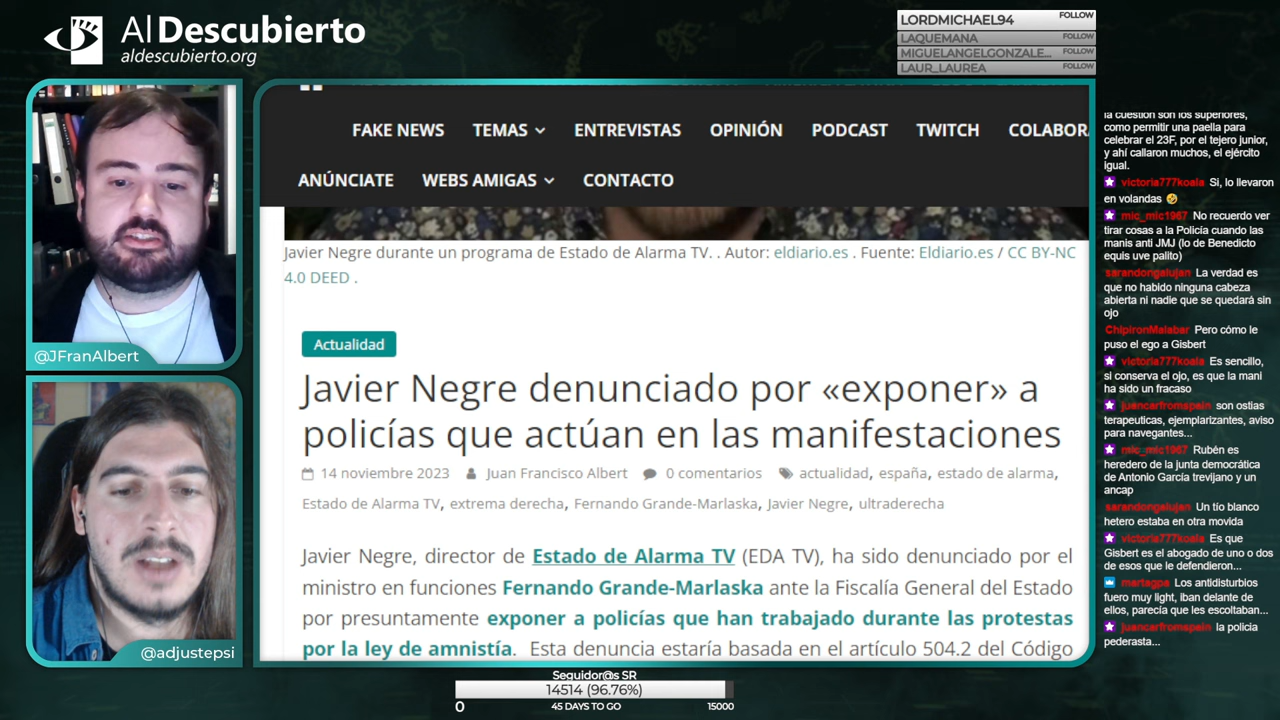 Al Descubierto
aldescubierto.org
LORDMICHAEL94 FOLLOW
LAQUEMANA FOLLOW
MIGUELANGELGONZALE... FOLLOW
LAUR_LAUREA FOLLOW
@JFranAlbert
@adjustepsi
FAKE NEWS TEMAS ENTREVISTAS OPINIÓN PODCAST TWITCH COLABORA
ANÚNCIATE WEBS AMIGAS CONTACTO
Javier Negre durante un programa de Estado de Alarma TV. . Autor: eldiario.es . Fuente: Eldiario.es / CC BY-NC
4.0 DEED .
Actualidad
Javier Negre denunciado por «exponer» a
policías que actúan en las manifestaciones
14 noviembre 2023 Juan Francisco Albert 0 comentarios actualidad, españa, estado de alarma,
Estado de Alarma TV, extrema derecha, Fernando Grande-Marlaska, Javier Negre, ultraderecha
Javier Negre, director de Estado de Alarma TV (EDA TV), ha sido denunciado por el
ministro en funciones Fernando Grande-Marlaska ante la Fiscalía General del Estado
por presuntamente exponer a policías que han trabajado durante las protestas
por la ley de amnistía. Esta denuncia estaría basada en el artículo 504.2 del Código
la cuestión son los superiores,
como permitir una paella para
celebrar el 23F, por el tejero junior,
y ahí callaron muchos, el ejército
igual.
victoria777koala Si, lo llevaron
en volandas 🤣
mic_mic1967 No recuerdo ver
tirar cosas a la Policía cuando las
manis anti JMJ (lo de Benedicto
equis uve palito)
sarandongalujan La verdad es
que no habido ninguna cabeza
abierta ni nadie que se quedará sin
ojo
ChipironMalabar Pero cómo le
puso el ego a Gisbert
victoria777koala Es sencillo,
si conserva el ojo, es que la mani
ha sido un fracaso
juancarfromspain son ostias
terapeuticas, ejemplarizantes, aviso
para navegantes...
mic_mic1967 Rubén es
heredero de la junta democrática
de Antonio García trevijano y un
ancap
sarandongalujan Un tío blanco
hetero estaba en otra movida
victoria777koala Es que
Gisbert es el abogado de uno o dos
de esos que le defendieron...
martagpa Los antidisturbios
fuero muy light, iban delante de
ellos, parecía que les escoltaban...
juancarfromspain la policia
pederasta...
Seguidor@s SR
14514 (96.76%)
0 45 DAYS TO GO 15000